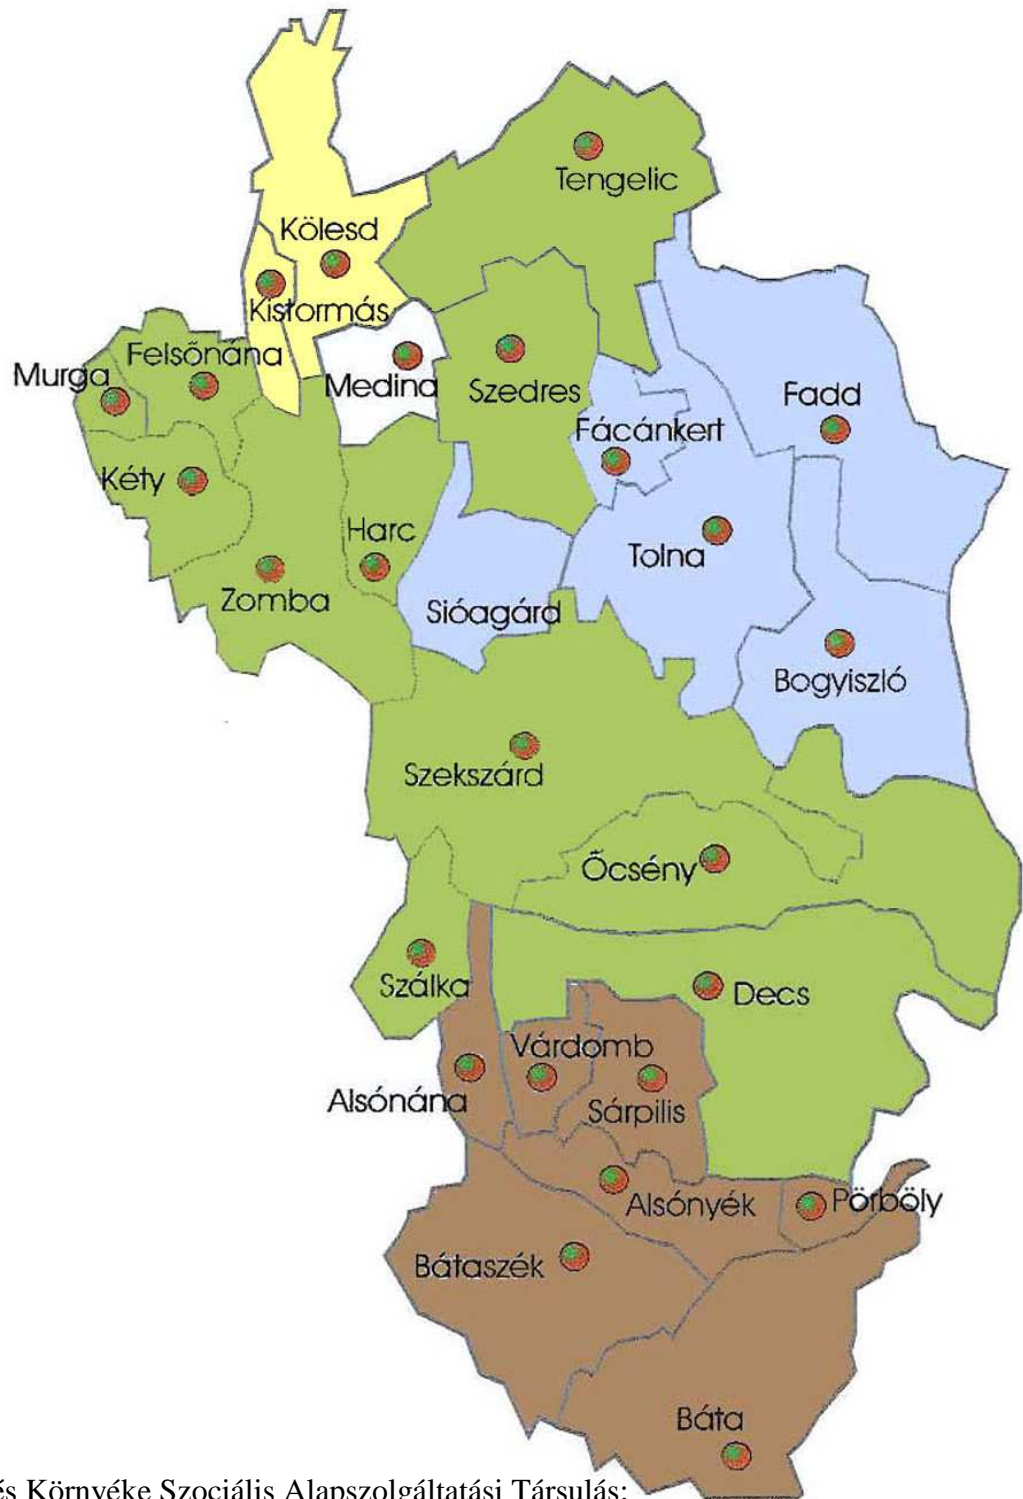 Tengelic
Kölesd
Kistormás
Felsőnána
Murga
Medina
Szedres
Fadd
Fácánkert
Kéty
Harc
Tolna
Zomba
Sióagárd
Bogyiszló
Szekszárd
Őcsény
Szálka
Decs
Várdomb
Alsónána
Sárpilis
Alsónyék
Pörböly
Bátaszék
Báta
és Környéke Szociális Alapszolgáltatási Társulás: